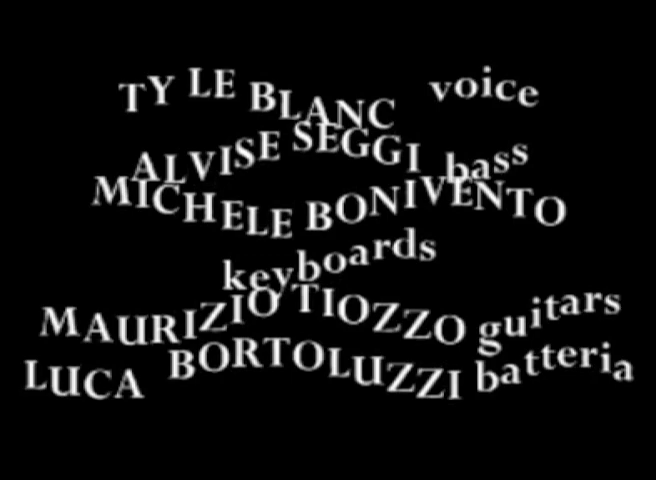 TY LE BLANC voice
ALVISE SEGGI bass
MICHELE BONIVENTO
keyboards
MAURIZIO TIOZZO guitars
LUCA BORTOLUZZI batteria